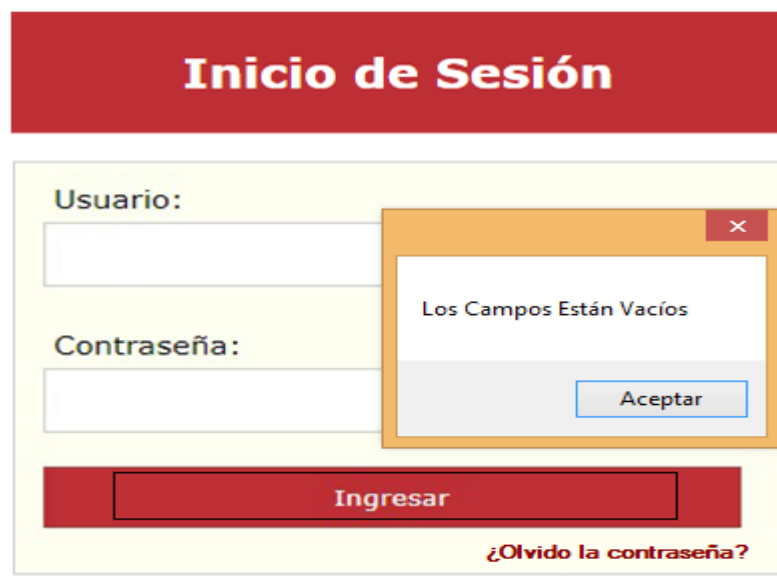 Inicio de Sesión
Usuario:
Los Campos Están Vacíos
Contraseña:
Aceptar
Ingresar
¿Olvido la contraseña?